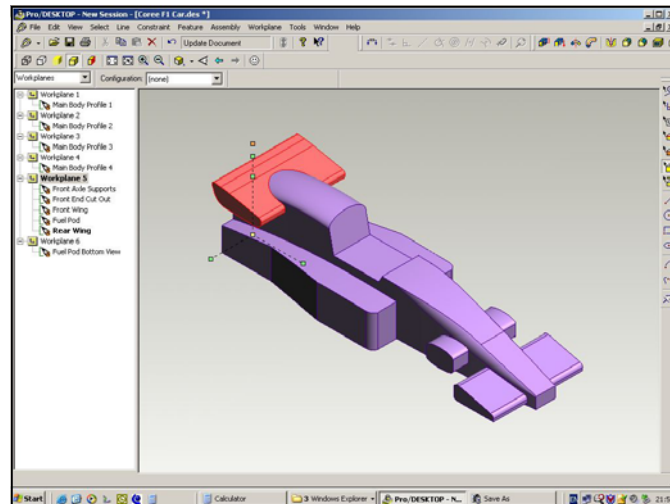 Pro/DESKTOP - New Session - [Coree F1 Car.des *]
File Edit View Select Line Constraint Feature Assembly Workplane Tools Window Help
Update Document
Workplanes Configuration: (none)
Workplane 1
Main Body Profile 1
Workplane 2
Main Body Profile 2
Workplane 3
Main Body Profile 3
Workplane 4
Main Body Profile 4
Workplane 5
Front Axle Supports
Front End Cut Out
Front Wing
Fuel Pod
Rear Wing
Workplane 6
Fuel Pod Bottom View
Start Calculator 3 Windows Explorer Pro/DESKTOP - N... Save As